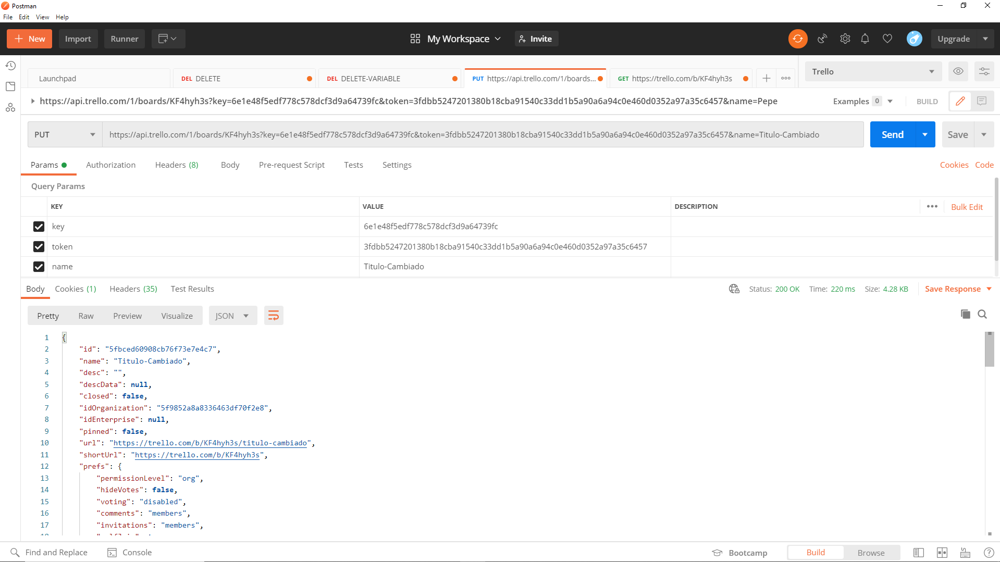 Postman
File Edit View Help
New Import Runner My Workspace Invite Upgrade
Launchpad DEL DELETE DEL DELETE-VARIABLE PUT https://api.trello.com/1/boards... GET https://trello.com/b/KF4hyh3s Trello
https://api.trello.com/1/boards/KF4hyh3s?key=6e1e48f5edf778c578dcf3d9a64739fc&token=3fdbb5247201380b18cba91540c33dd1b5a90a6a94c0e460d0352a97a35c6457&name=Pepe Examples 0 BUILD
PUT https://api.trello.com/1/boards/KF4hyh3s?key=6e1e48f5edf778c578dcf3d9a64739fc&token=3fdbb5247201380b18cba91540c33dd1b5a90a6a94c0e460d0352a97a35c6457&name=Titulo-Cambiado Send Save
Params Authorization Headers (8) Body Pre-request Script Tests Settings Cookies Code
Query Params
KEY VALUE DESCRIPTION Bulk Edit
key 6e1e48f5edf778c578dcf3d9a64739fc
token 3fdbb5247201380b18cba91540c33dd1b5a90a6a94c0e460d0352a97a35c6457
name Titulo-Cambiado
Body Cookies (1) Headers (35) Test Results Status: 200 OK Time: 220 ms Size: 4.28 KB Save Response
Pretty Raw Preview Visualize JSON
1 {
2 "id": "5fbced60908cb76f73e7e4c7",
3 "name": "Titulo-Cambiado",
4 "desc": "",
5 "descData": null,
6 "closed": false,
7 "idOrganization": "5f9852a8a8336463df70f2e8",
8 "idEnterprise": null,
9 "pinned": false,
10 "url": "https://trello.com/b/KF4hyh3s/titulo-cambiado",
11 "shortUrl": "https://trello.com/b/KF4hyh3s",
12 "prefs": {
13 "permissionLevel": "org",
14 "hideVotes": false,
15 "voting": "disabled",
16 "comments": "members",
17 "invitations": "members",
Find and Replace Console Bootcamp Build Browse